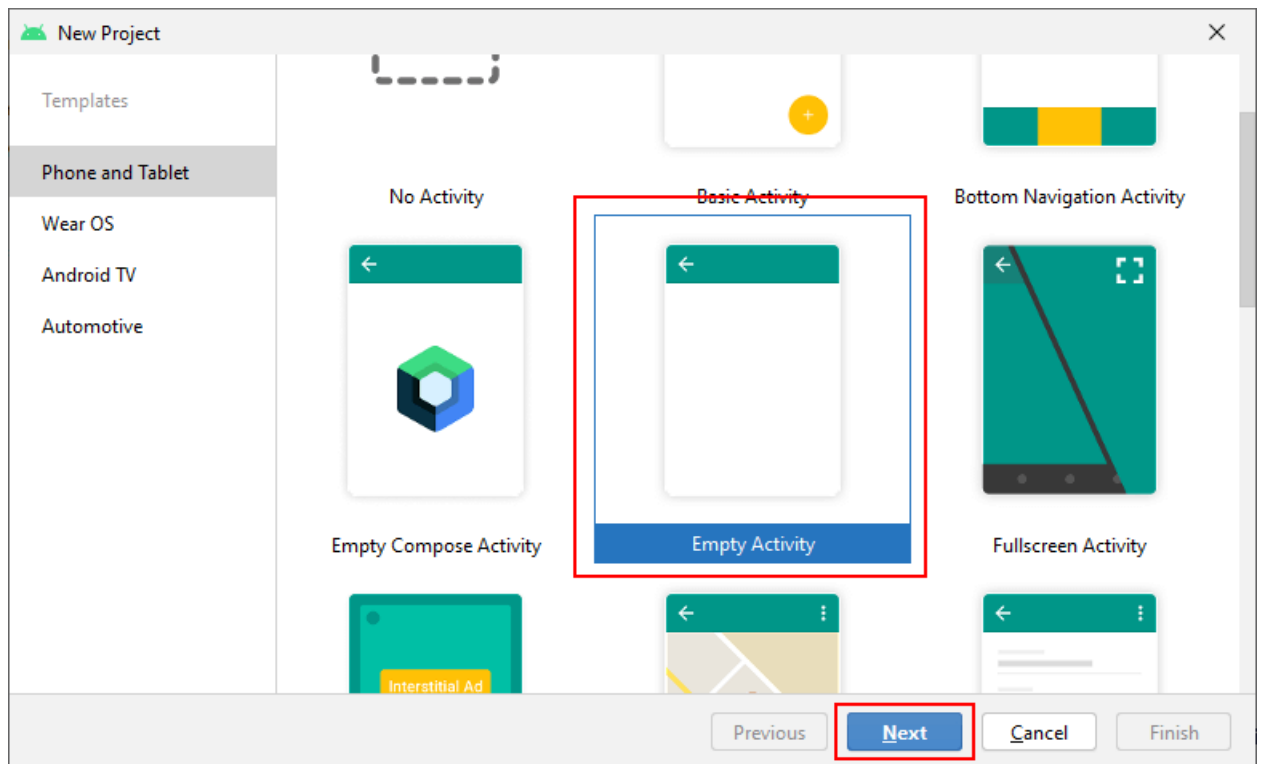 New Project
Templates
Phone and Tablet
Wear OS
Android TV
Automotive
No Activity
Basic Activity
Bottom Navigation Activity
Empty Compose Activity
Empty Activity
Fullscreen Activity
Interstitial Ad
Previous
Next
Cancel
Finish